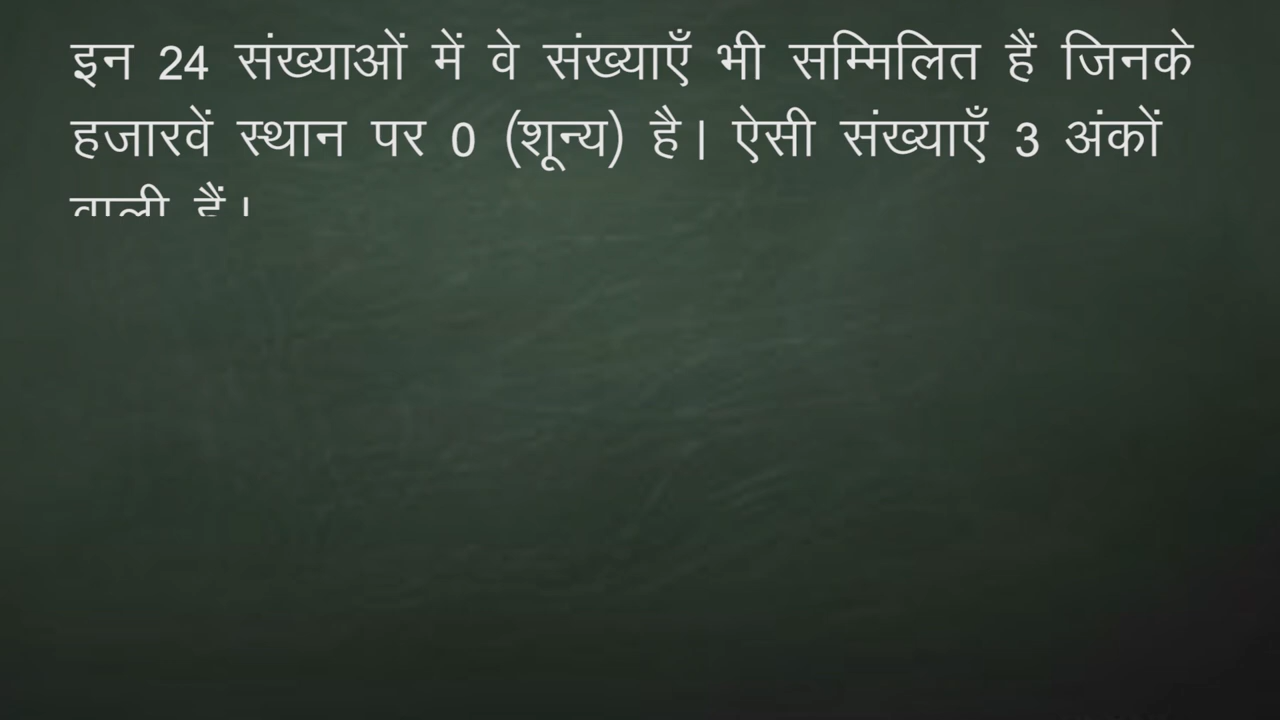 इन 24 संख्याओं में वे संख्याएँ भी सम्मिलित हैं जिनके
हजारवें स्थान पर 0 (शून्य) है। ऐसी संख्याएँ 3 अंकों
वाली हैं।